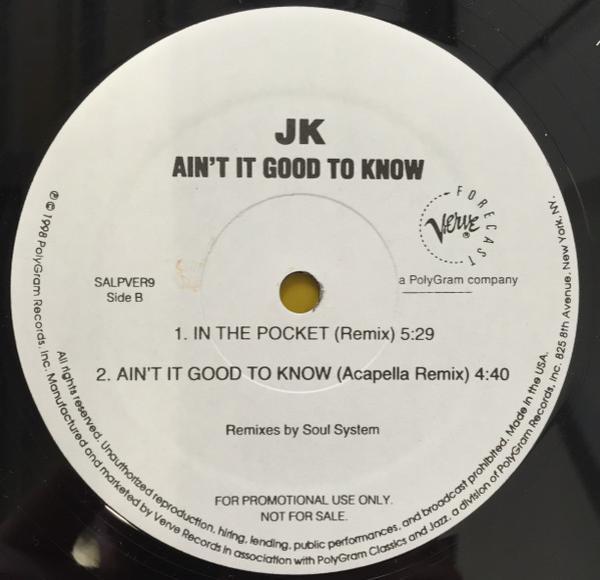 JK
AIN'T IT GOOD TO KNOW
FORECAST
Verve®
a PolyGram company
SALPVER9
Side B
1. IN THE POCKET (Remix) 5:29
2. AIN'T IT GOOD TO KNOW (Acapella Remix) 4:40
Remixes by Soul System
FOR PROMOTIONAL USE ONLY.
NOT FOR SALE.
℗ © 1998 PolyGram Records, Inc. Manufactured and marketed by Verve Records in association with PolyGram Classics and Jazz, a division of PolyGram Records, Inc. 825 8th Avenue, New York, NY.
All rights reserved. Unauthorized reproduction, hiring, lending, public performances, and broadcast prohibited. Made in the USA.